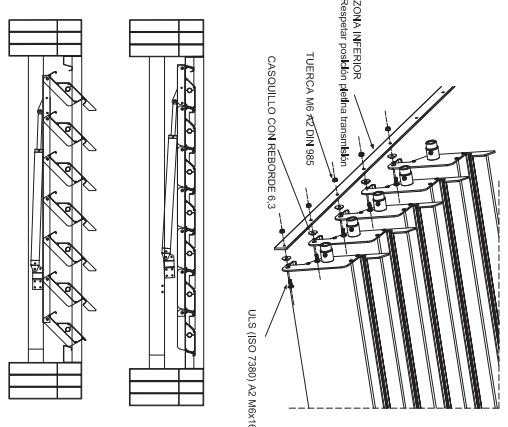 ZONA INFERIOR
Respetar posición pletina transmisión
TUERCA M6 A2 DIN 985
CASQUILLO CON REBORDE 6.3
ULS (ISO 7380) A2 M6x16